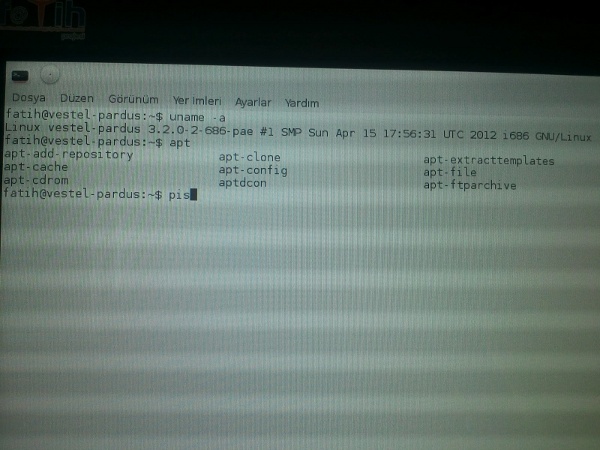 Fatih
Dosya Düzen Görünüm Yer İmleri Ayarlar Yardım
fatih@vestel-pardus:~$ uname -a
Linux vestel-pardus 3.2.0-2-686-pae #1 SMP Sun Apr 15 17:56:31 UTC 2012 i686 GNU/Linux
fatih@vestel-pardus:~$ apt
apt-add-repository apt-clone apt-extracttemplates
apt-cache apt-config apt-file
apt-cdrom aptdcon apt-ftparchive
fatih@vestel-pardus:~$ pis